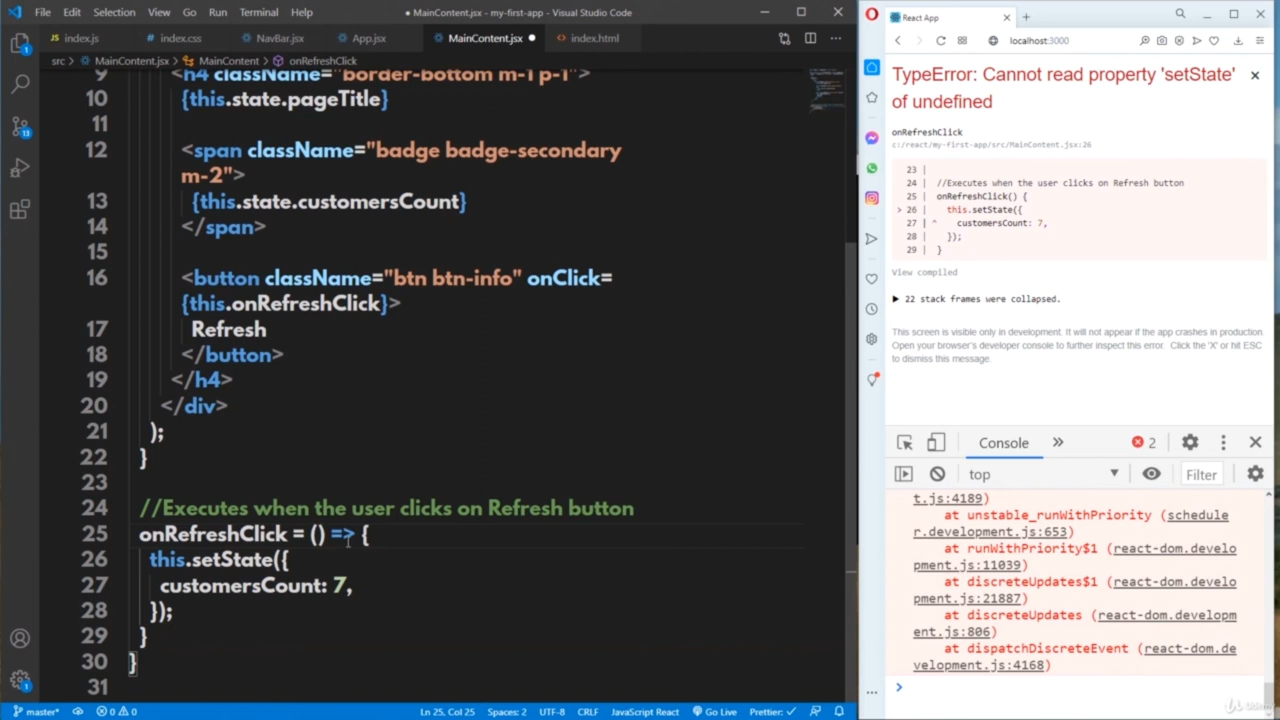 File Edit Selection View Go Run Terminal Help
● MainContent.jsx - my-first-app - Visual Studio Code
index.js index.css NavBar.jsx App.jsx MainContent.jsx ● index.html
src > MainContent.jsx > MainContent > onRefreshClick
9 <h4 className="border-bottom m-1 p-1">
10 {this.state.pageTitle}
11
12 <span className="badge badge-secondary
m-2">
13 {this.state.customersCount}
14 </span>
15
16 <button className="btn btn-info" onClick=
{this.onRefreshClick}>
17 Refresh
18 </button>
19 </h4>
20 </div>
21 );
22 }
23
24 //Executes when the user clicks on Refresh button
25 onRefreshClick = () => {
26 this.setState({
27 customersCount: 7,
28 });
29 }
30 }
31
1
13
1
master* 0 0 Ln 25, Col 25 Spaces: 2 UTF-8 CRLF JavaScript React Go Live Prettier: ✓
React App
localhost:3000
TypeError: Cannot read property 'setState'
of undefined
onRefreshClick
c:/react/my-first-app/src/MainContent.jsx:26
23 |
24 | //Executes when the user clicks on Refresh button
25 | onRefreshClick() {
> 26 | this.setState({
27 | ^ customersCount: 7,
28 | });
29 | }
View compiled
▶ 22 stack frames were collapsed.
This screen is visible only in development. It will not appear if the app crashes in production.
Open your browser's developer console to further inspect this error. Click the 'X' or hit ESC
to dismiss this message.
Console » 2
top Filter
t.js:4189)
at unstable_runWithPriority (schedule
r.development.js:653)
at runWithPriority$1 (react-dom.develo
pment.js:11039)
at discreteUpdates$1 (react-dom.develo
pment.js:21887)
at discreteUpdates (react-dom.developm
ent.js:806)
at dispatchDiscreteEvent (react-dom.de
velopment.js:4168)
>
Udemy